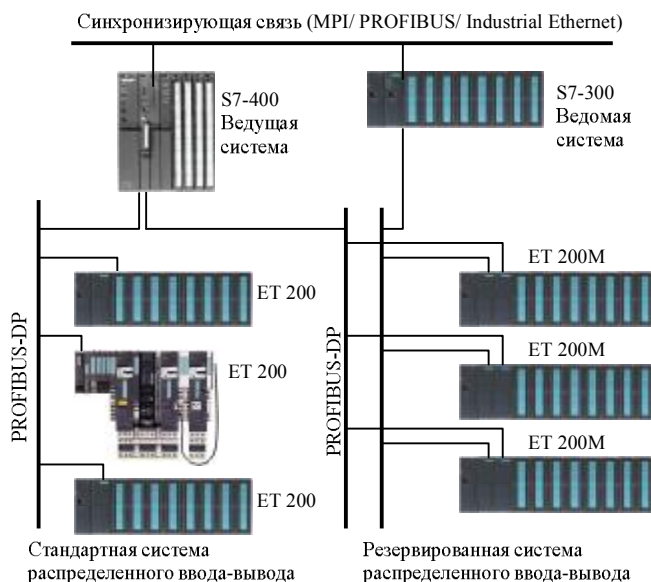 Синхронизирующая связь (MPI/ PROFIBUS/ Industrial Ethernet)
S7-400
Ведущая
система
S7-300
Ведомая
система
PROFIBUS-DP
ET 200
ET 200
ET 200
PROFIBUS-DP
ET 200M
ET 200M
ET 200M
Стандартная система
распределенного ввода-вывода
Резервированная система
распределенного ввода-вывода